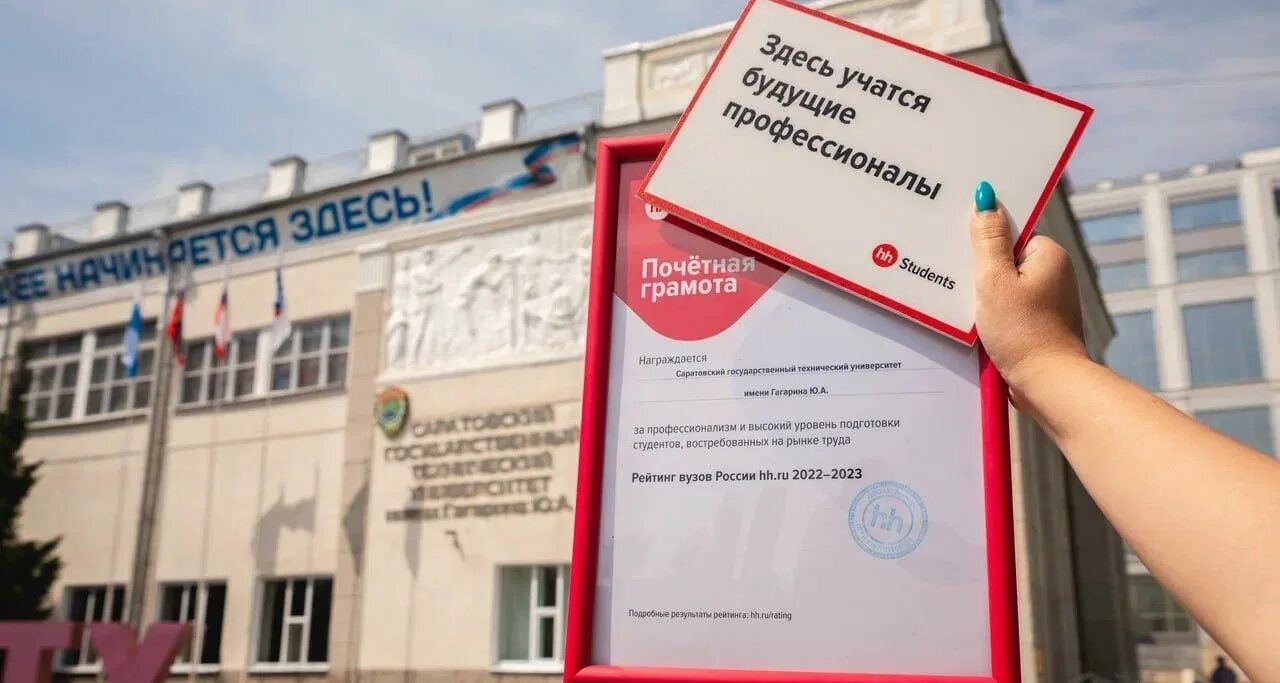 ЕЕ НАЧИНАЕТСЯ ЗДЕСЬ!
САРАТОВСКИЙ
ГОСУДАРСТВЕННЫЙ
ТЕХНИЧЕСКИЙ
УНИВЕРСИТЕТ
имени Гагарина Ю.А.
ТУ
Здесь учатся
будущие
профессионалы
hh Students
hh
Почётная
грамота
Награждается
Саратовский государственный технический университет
имени Гагарина Ю.А.
за профессионализм и высокий уровень подготовки
студентов, востребованных на рынке труда
Рейтинг вузов России hh.ru 2022–2023
hh
Подробные результаты рейтинга: hh.ru/rating